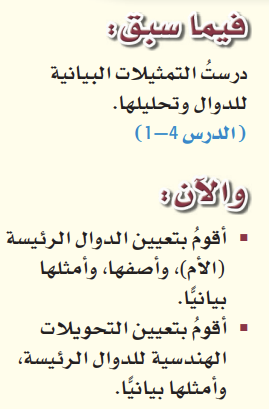 فيما سبق:
درستُ التمثيلات البيانية
للدوال وتحليلها.
(الدرس 4–1)
والآن:
■ أقومُ بتعيين الدوال الرئيسة
(الأم)، وأصفها، وأمثلها
بيانيًّا.
■ أقومُ بتعيين التحويلات
الهندسية للدوال الرئيسة،
وأمثلها بيانيًّا.